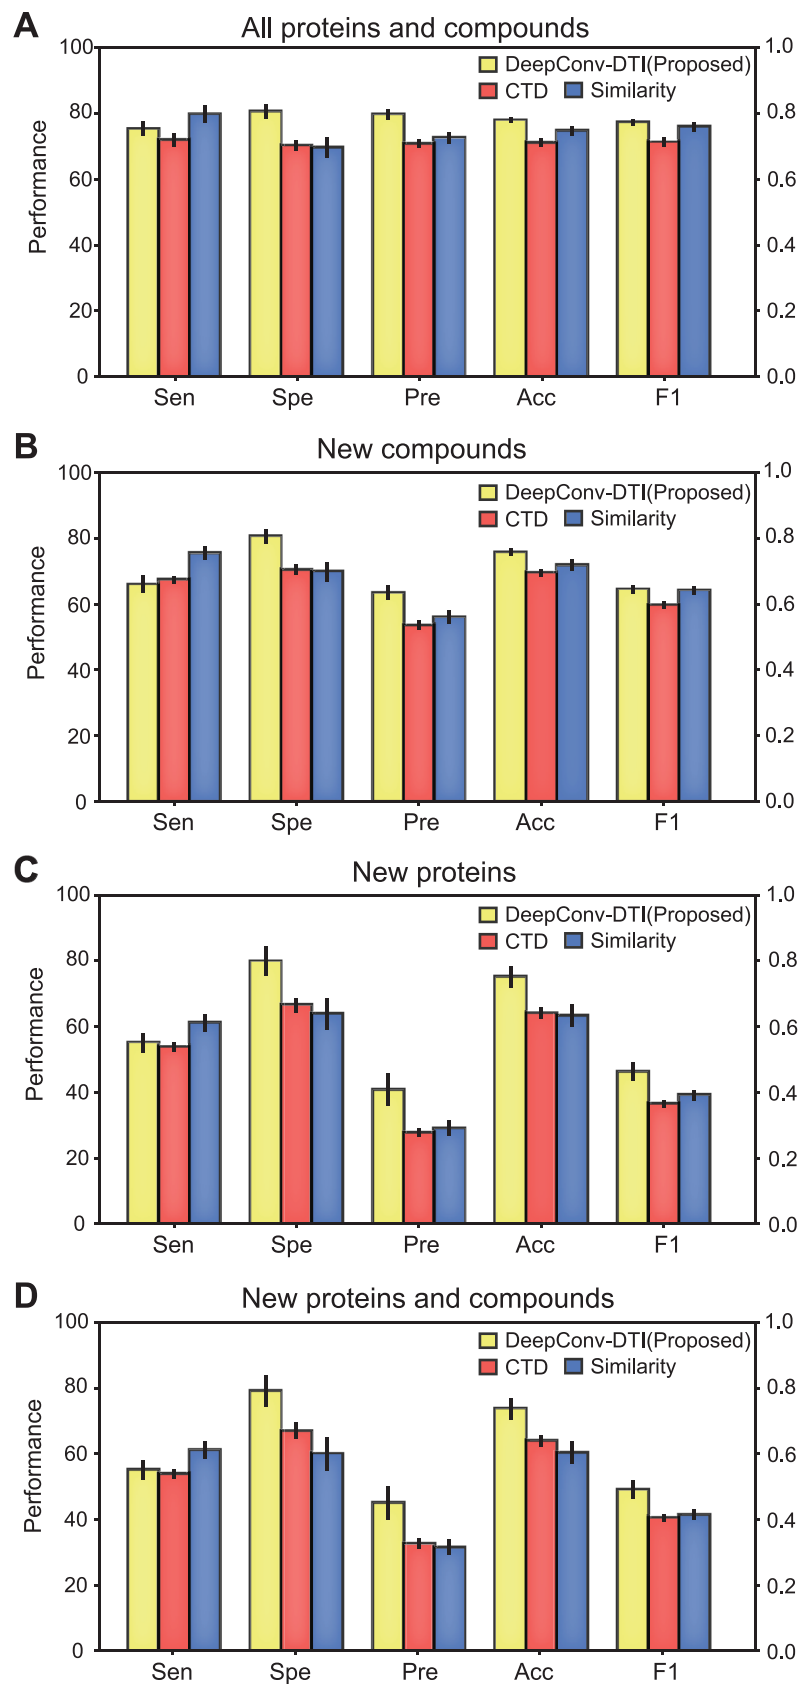 A
All proteins and compounds
DeepConv-DTI(Proposed)
CTD Similarity
Performance
100
80
60
40
20
0
1.0
0.8
0.6
0.4
0.2
0.0
Sen Spe Pre Acc F1
B
New compounds
DeepConv-DTI(Proposed)
CTD Similarity
Performance
100
80
60
40
20
0
1.0
0.8
0.6
0.4
0.2
0.0
Sen Spe Pre Acc F1
C
New proteins
DeepConv-DTI(Proposed)
CTD Similarity
Performance
100
80
60
40
20
0
1.0
0.8
0.6
0.4
0.2
0.0
Sen Spe Pre Acc F1
D
New proteins and compounds
DeepConv-DTI(Proposed)
CTD Similarity
Performance
100
80
60
40
20
0
1.0
0.8
0.6
0.4
0.2
0.0
Sen Spe Pre Acc F1